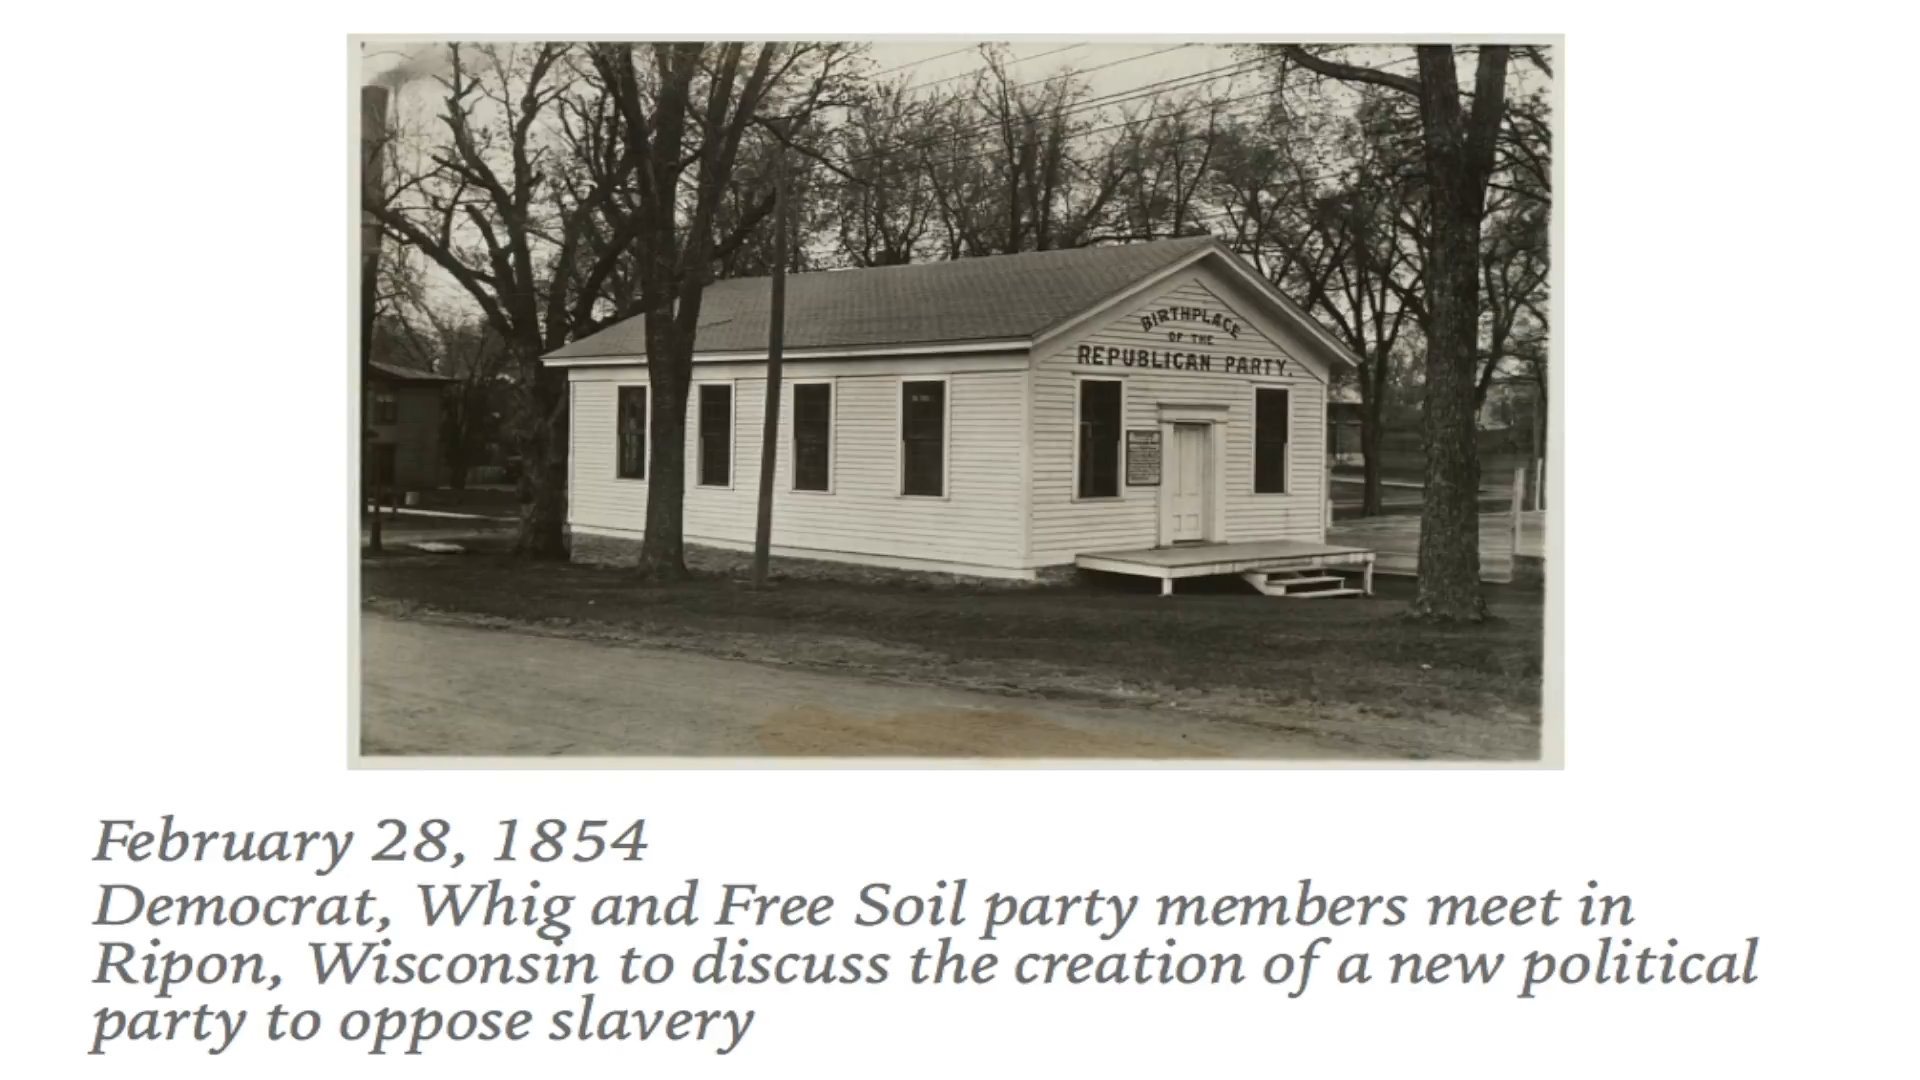 BIRTHPLACE
OF THE
REPUBLICAN PARTY.
February 28, 1854
Democrat, Whig and Free Soil party members meet in
Ripon, Wisconsin to discuss the creation of a new political
party to oppose slavery